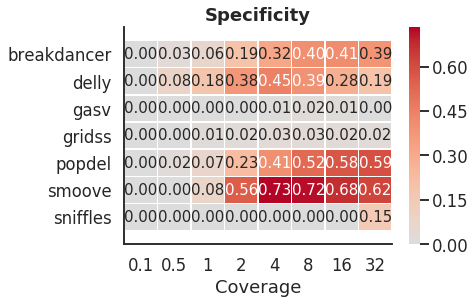 Specificity
breakdancer 0.00 0.03 0.06 0.19 0.32 0.40 0.41 0.39
delly 0.00 0.08 0.18 0.38 0.45 0.39 0.28 0.19
gasv 0.00 0.00 0.00 0.00 0.01 0.02 0.01 0.00
gridss 0.00 0.00 0.01 0.02 0.03 0.03 0.02 0.02
popdel 0.00 0.02 0.07 0.23 0.41 0.52 0.58 0.59
smoove 0.00 0.00 0.08 0.56 0.73 0.72 0.68 0.62
sniffles 0.00 0.00 0.00 0.00 0.00 0.00 0.00 0.15
0.1 0.5 1 2 4 8 16 32
Coverage
0.60
0.45
0.30
0.15
0.00